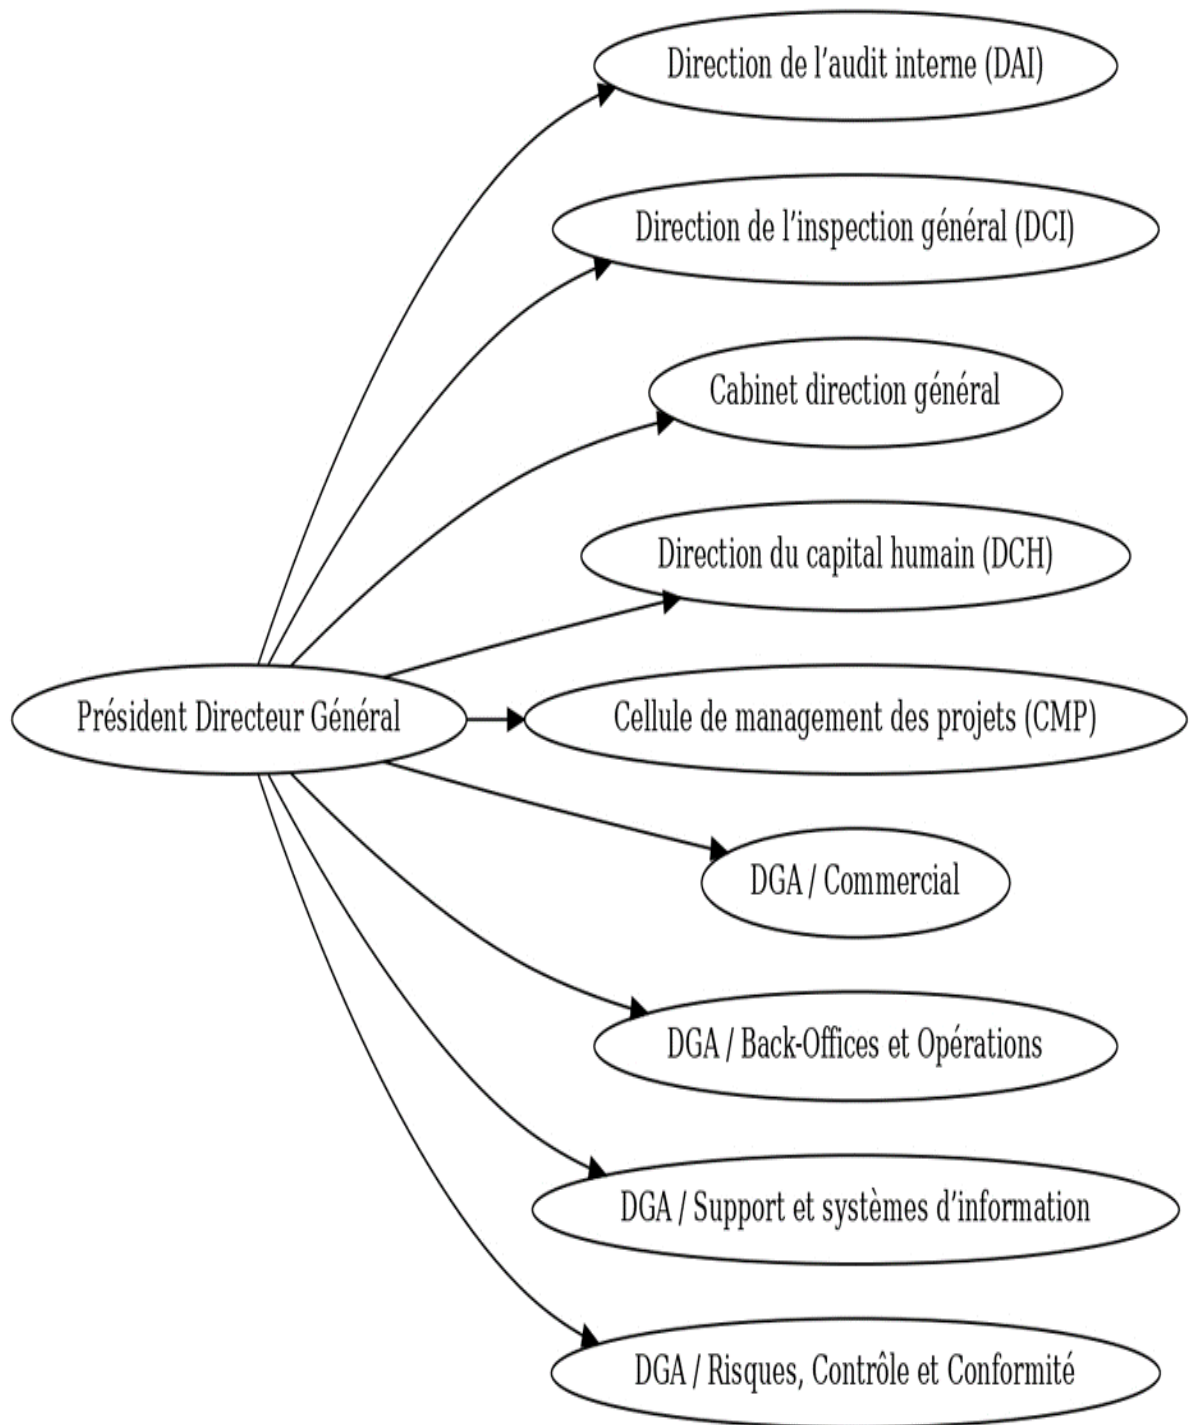 Direction de l’audit interne (DAI)
Direction de l’inspection général (DCI)
Cabinet direction général
Direction du capital humain (DCH)
Président Directeur Général
Cellule de management des projets (CMP)
DGA / Commercial
DGA / Back-Offices et Opérations
DGA / Support et systèmes d’information
DGA / Risques, Contrôle et Conformité